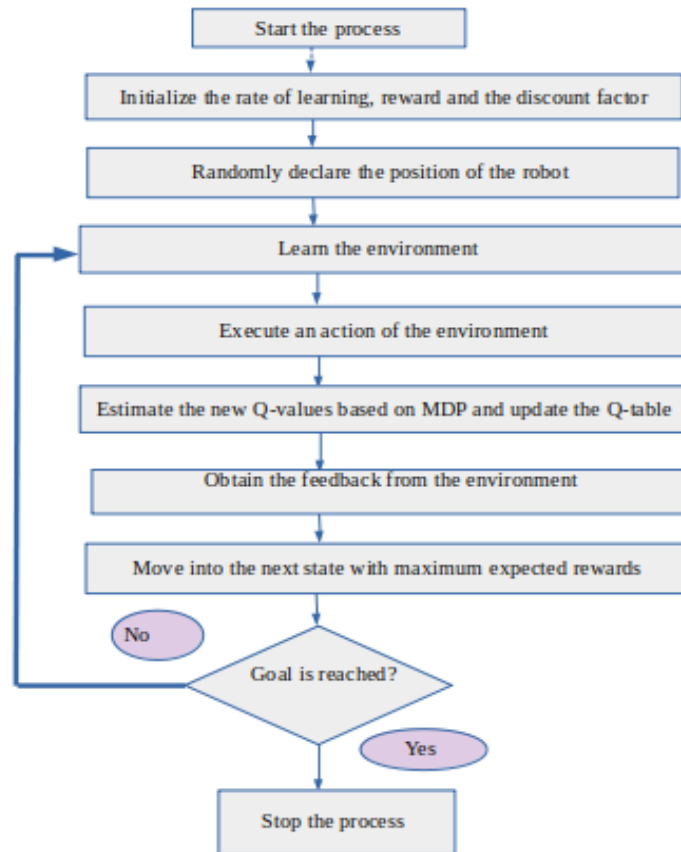 Start the process
Initialize the rate of learning, reward and the discount factor
Randomly declare the position of the robot
Learn the environment
Execute an action of the environment
Estimate the new Q-values based on MDP and update the Q-table
Obtain the feedback from the environment
Move into the next state with maximum expected rewards
No
Goal is reached?
Yes
Stop the process